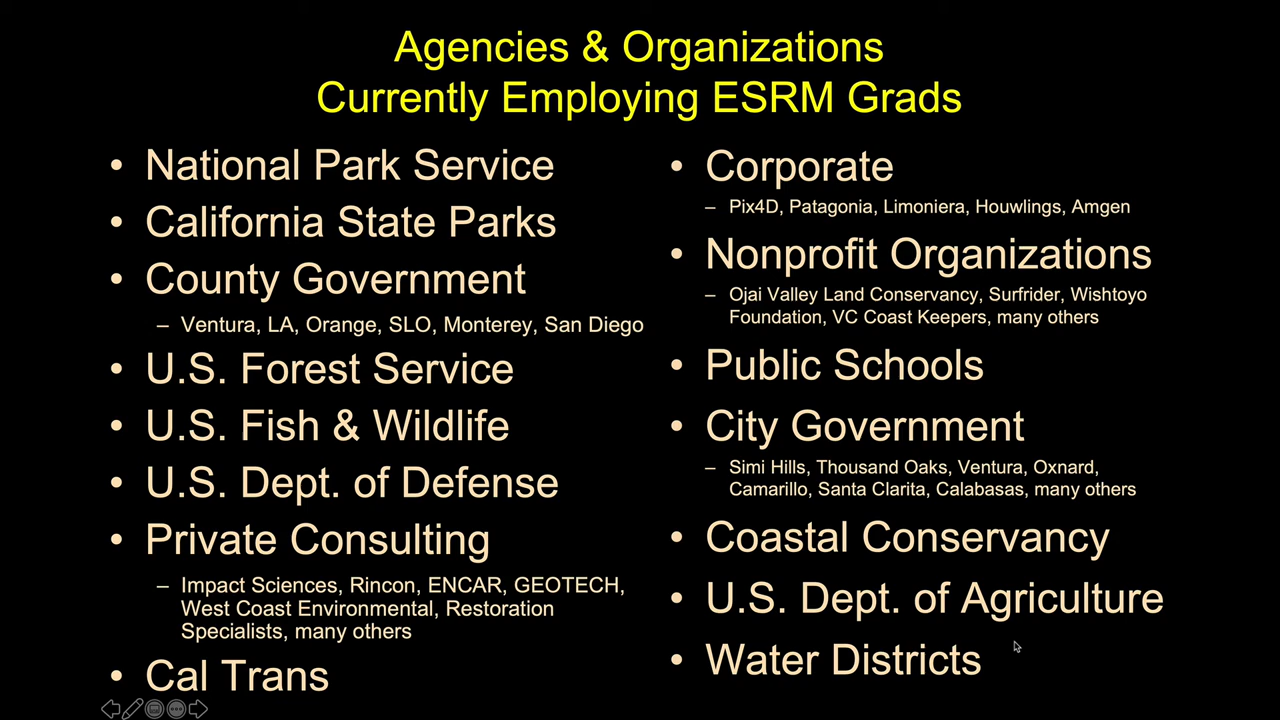 Agencies & Organizations
Currently Employing ESRM Grads
• National Park Service
• California State Parks
• County Government
– Ventura, LA, Orange, SLO, Monterey, San Diego
• U.S. Forest Service
• U.S. Fish & Wildlife
• U.S. Dept. of Defense
• Private Consulting
– Impact Sciences, Rincon, ENCAR, GEOTECH,
West Coast Environmental, Restoration
Specialists, many others
• Cal Trans
• Corporate
– Pix4D, Patagonia, Limoniera, Houwlings, Amgen
• Nonprofit Organizations
– Ojai Valley Land Conservancy, Surfrider, Wishtoyo
Foundation, VC Coast Keepers, many others
• Public Schools
• City Government
– Simi Hills, Thousand Oaks, Ventura, Oxnard,
Camarillo, Santa Clarita, Calabasas, many others
• Coastal Conservancy
• U.S. Dept. of Agriculture
• Water Districts